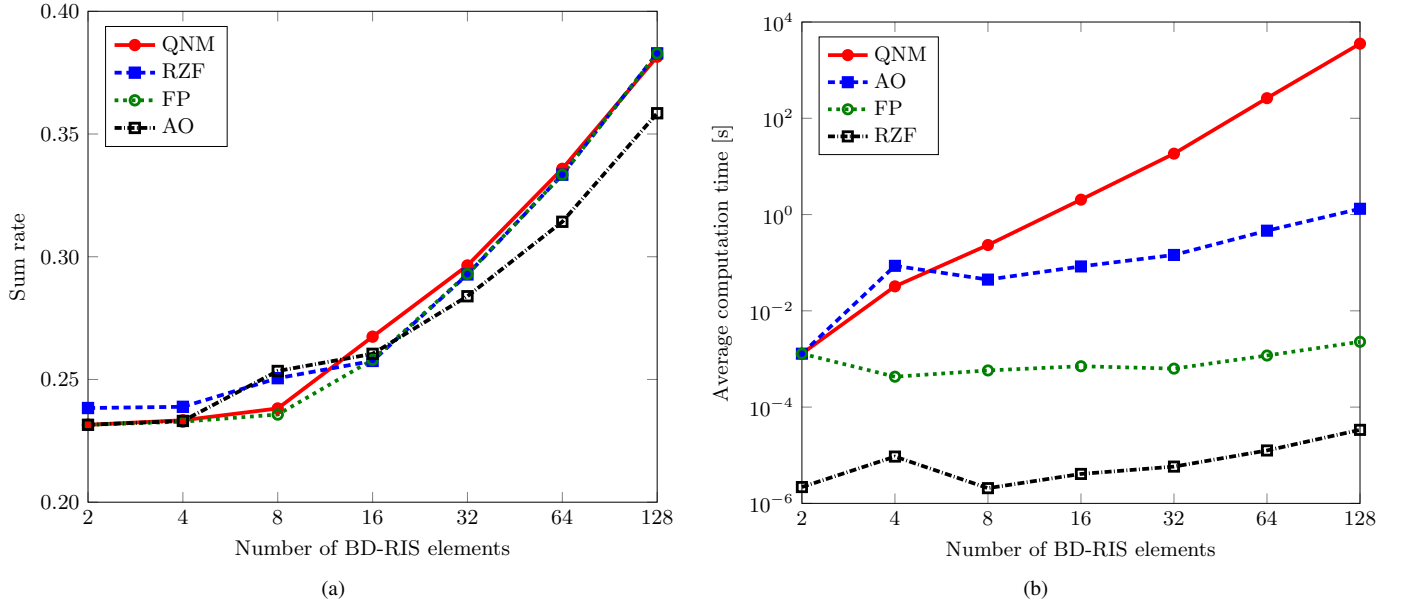 0.40
0.35
0.30
0.25
0.20
Sum rate
QNM
RZF
FP
AO
2 4 8 16 32 64 128
Number of BD-RIS elements
(a)
10^4
10^2
10^0
10^−2
10^−4
10^−6
Average computation time [s]
QNM
AO
FP
RZF
2 4 8 16 32 64 128
Number of BD-RIS elements
(b)